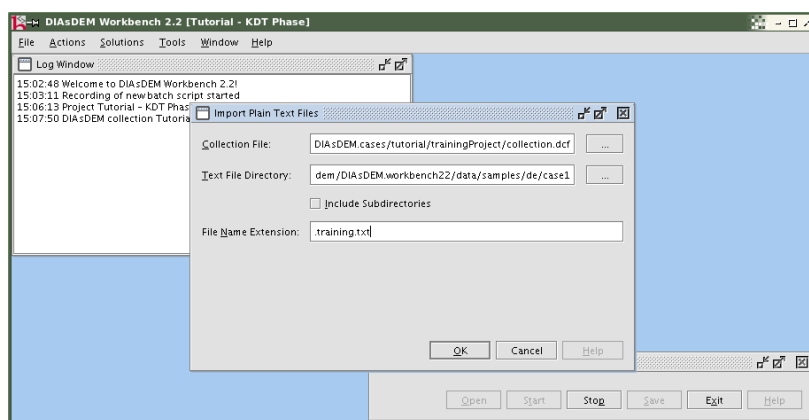 DIAsDEM Workbench 2.2 [Tutorial - KDT Phase]
File Actions Solutions Tools Window Help
Log Window
15:02:48 Welcome to DIAsDEM Workbench 2.2!
15:03:11 Recording of new batch script started
15:06:13 Project Tutorial - KDT Phas
15:07:50 DIAsDEM collection Tutoria
Import Plain Text Files
Collection File: DIAsDEM.cases/tutorial/trainingProject/collection.dcf ...
Text File Directory: dem/DIAsDEM.workbench22/data/samples/de/case1 ...
Include Subdirectories
File Name Extension: .training.txt
OK Cancel Help
Open Start Stop Save Exit Help